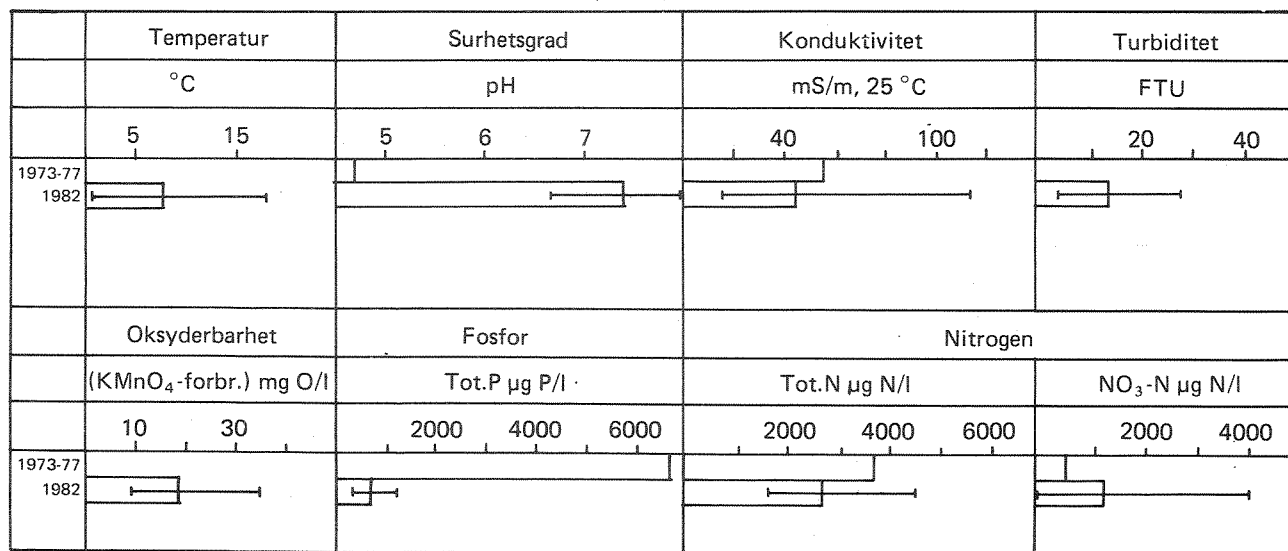 Temperatur Surhetsgrad Konduktivitet Turbiditet
°C pH mS/m, 25 °C FTU
5 15 5 6 7 40 100 20 40
1973-77
1982
Oksyderbarhet Fosfor Nitrogen
(KMnO₄-forbr.) mg O/l Tot.P µg P/l Tot.N µg N/l NO₃-N µg N/l
10 30 2000 4000 6000 2000 4000 6000 2000 4000
1973-77
1982